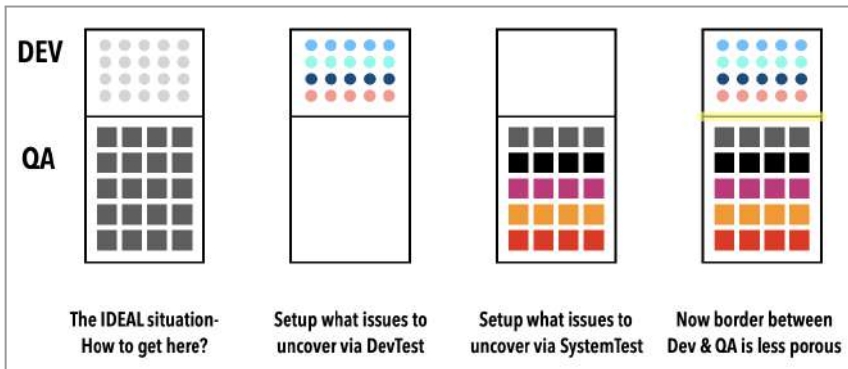 DEV
QA
The IDEAL situation-
How to get here?
Setup what issues to
uncover via DevTest
Setup what issues to
uncover via SystemTest
Now border between
Dev & QA is less porous